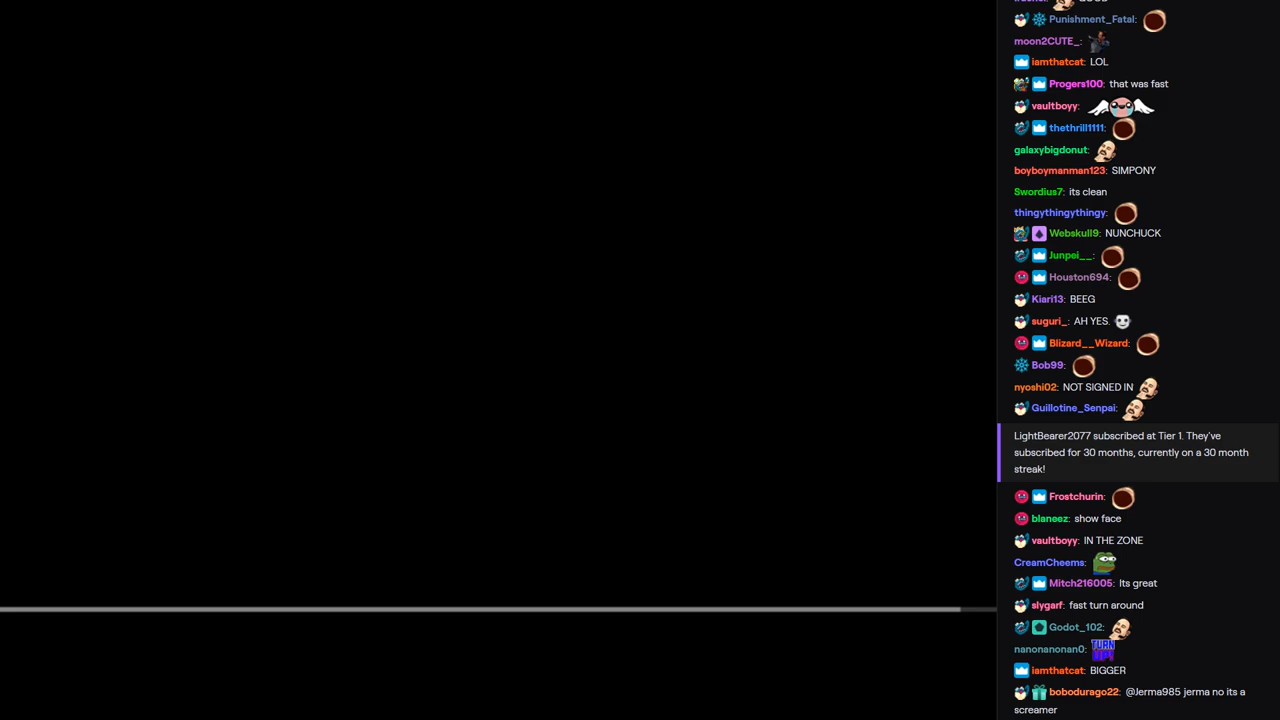 Punishment_Fatal:
moon2CUTE_:
iamthatcat: LOL
Progers100: that was fast
vaultboyy:
thethrill1111:
galaxybigdonut:
boyboymanman123: SIMPONY
Swordius7: its clean
thingythingythingy:
Webskull9: NUNCHUCK
Junpei__:
Houston694:
Kiari13: BEEG
suguri_: AH YES.
Blizard__Wizard:
Bob99:
nyoshi02: NOT SIGNED IN
Guillotine_Senpai:
LightBearer2077 subscribed at Tier 1. They've
subscribed for 30 months, currently on a 30 month
streak!
Frostchurin:
blaneez: show face
vaultboyy: IN THE ZONE
CreamCheems:
Mitch216005: Its great
slygarf: fast turn around
Godot_102:
nanonanonan0: TURN UP!
iamthatcat: BIGGER
bobodurago22: @Jerma985 jerma no its a
screamer